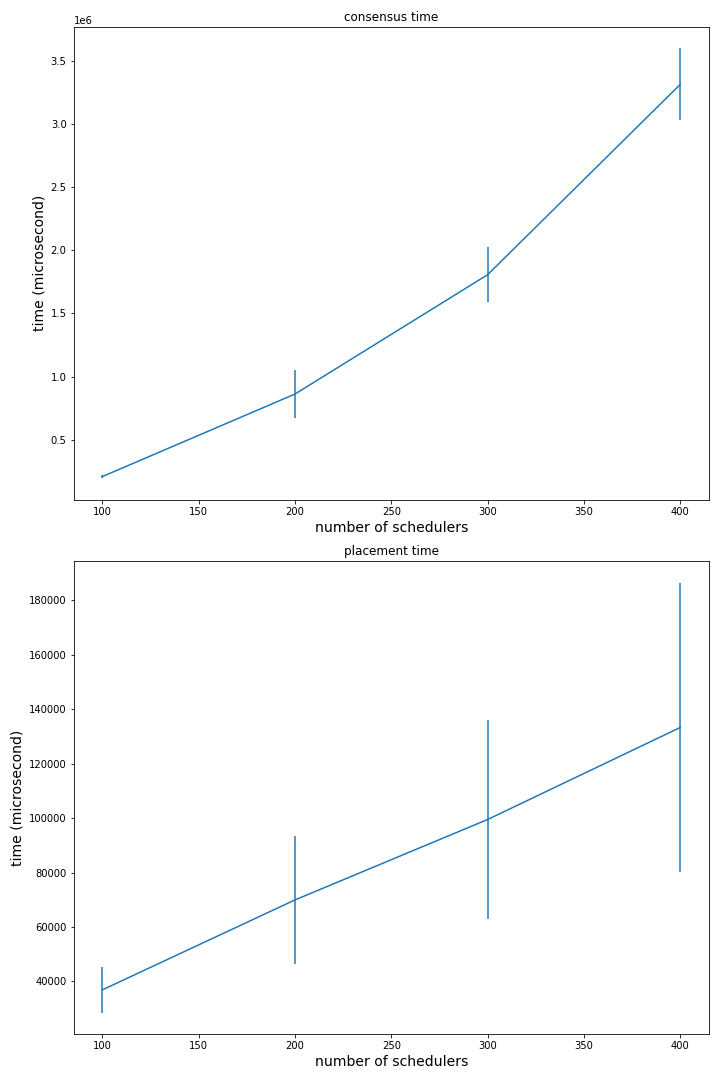 consensus time
1e6
3.5
3.0
2.5
2.0
1.5
1.0
0.5
time (microsecond)
100 150 200 250 300 350 400
number of schedulers
placement time
180000
160000
140000
120000
100000
80000
60000
40000
time (microsecond)
100 150 200 250 300 350 400
number of schedulers